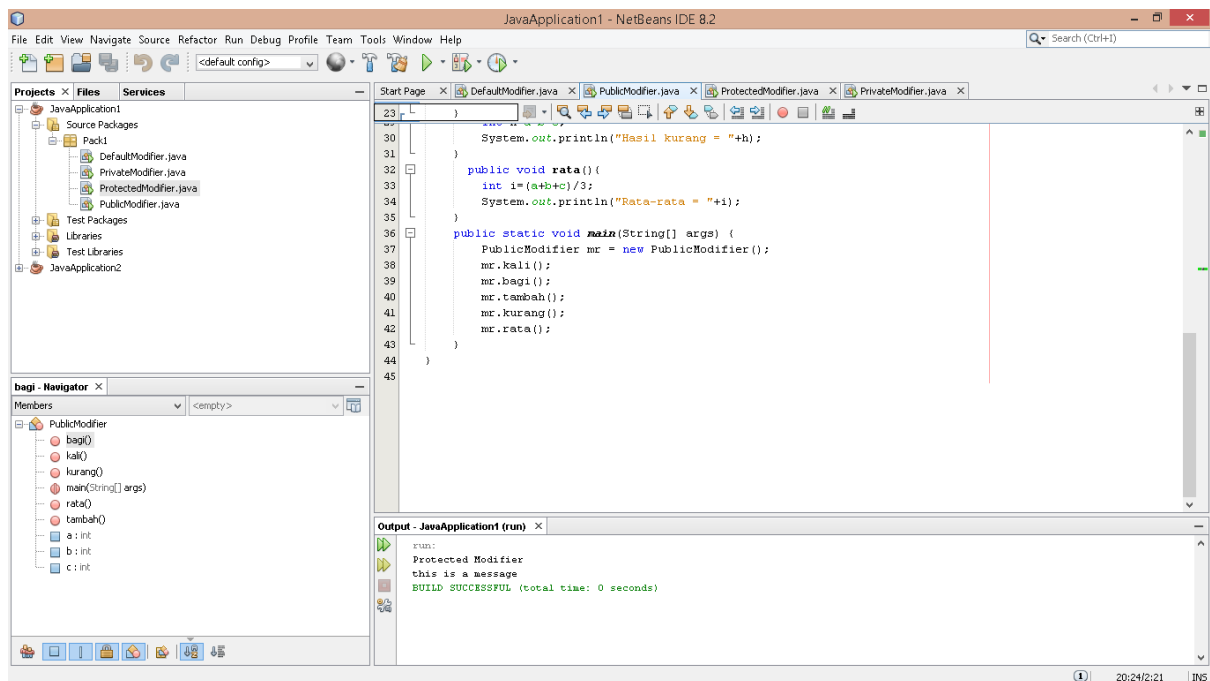 JavaApplication1 - NetBeans IDE 8.2
File Edit View Navigate Source Refactor Run Debug Profile Team Tools Window Help
Search (Ctrl+I)
<default config>
Projects Files Services
JavaApplication1
Source Packages
Pack1
DefaultModifier.java
PrivateModifier.java
ProtectedModifier.java
PublicModifier.java
Test Packages
Libraries
Test Libraries
JavaApplication2
bagi - Navigator
Members <empty>
PublicModifier
bagi()
kali()
kurang()
main(String[] args)
rata()
tambah()
a : int
b : int
c : int
Start Page DefaultModifier.java PublicModifier.java ProtectedModifier.java PrivateModifier.java
23 }
30 System.out.println("Hasil kurang = "+h);
31 }
32 public void rata(){
33 int i=(a+b+c)/3;
34 System.out.println("Rata-rata = "+i);
35 }
36 public static void main(String[] args) {
37 PublicModifier mr = new PublicModifier();
38 mr.kali();
39 mr.bagi();
40 mr.tambah();
41 mr.kurang();
42 mr.rata();
43 }
44 }
45
Output - JavaApplication1 (run)
run:
Protected Modifier
this is a message
BUILD SUCCESSFUL (total time: 0 seconds)
1 20:24/2:21 INS